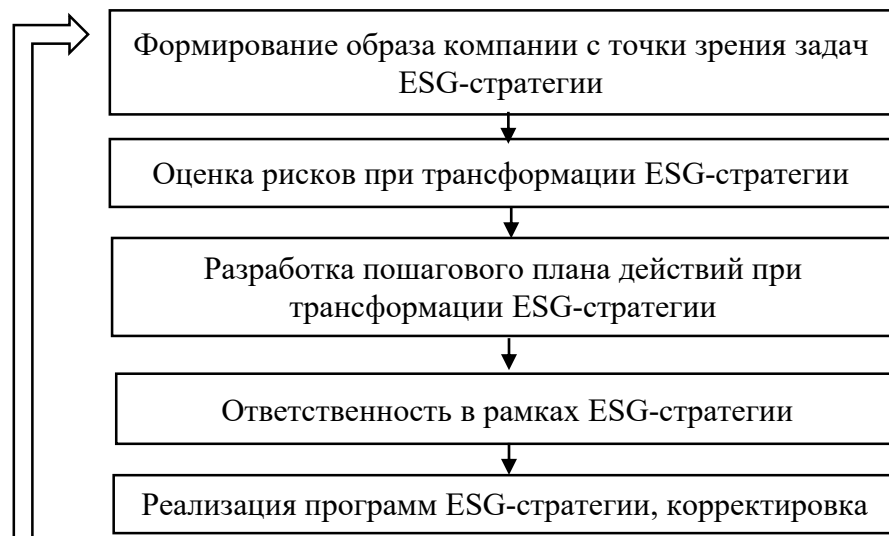 Формирование образа компании с точки зрения задач
ESG-стратегии
Оценка рисков при трансформации ESG-стратегии
Разработка пошагового плана действий при
трансформации ESG-стратегии
Ответственность в рамках ESG-стратегии
Реализация программ ESG-стратегии, корректировка